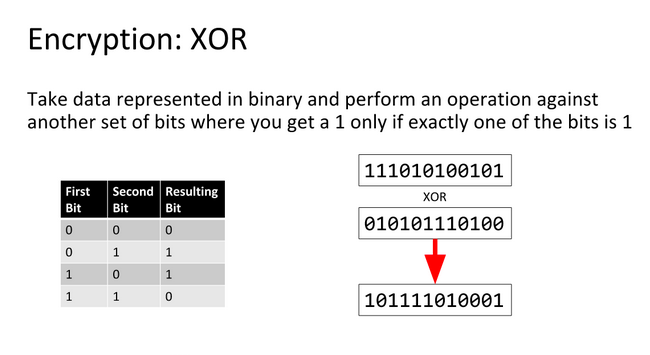 Encryption: XOR
Take data represented in binary and perform an operation against
another set of bits where you get a 1 only if exactly one of the bits is 1
First Bit Second Bit Resulting Bit
0 0 0
0 1 1
1 0 1
1 1 0
111010100101
XOR
010101110100
101111010001